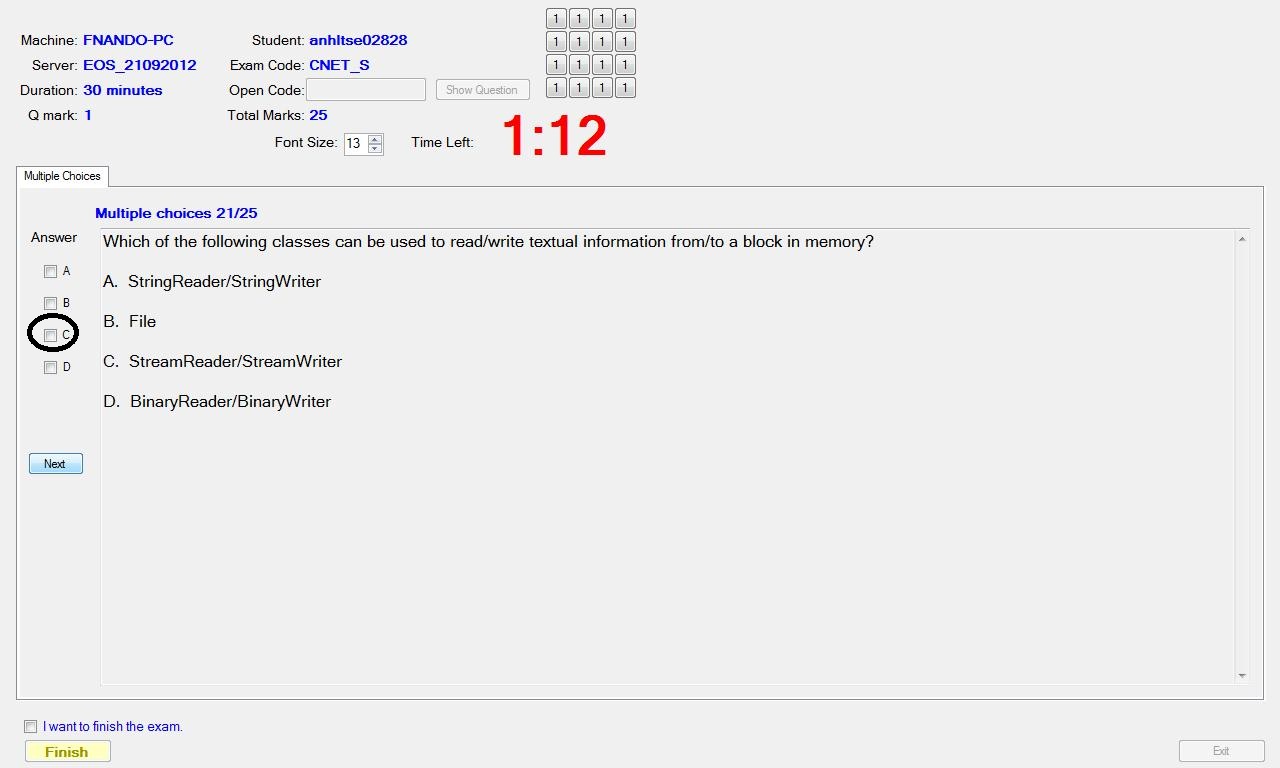 Machine: FNANDO-PC Student: anhltse02828
Server: EOS_21092012 Exam Code: CNET_S
Duration: 30 minutes Open Code: Show Question
Q mark: 1 Total Marks: 25
Font Size: 13 Time Left: 1:12
1 1 1 1
1 1 1 1
1 1 1 1
1 1 1 1
Multiple Choices
Multiple choices 21/25
Answer
A
B
C
D
Next
Which of the following classes can be used to read/write textual information from/to a block in memory?
A. StringReader/StringWriter
B. File
C. StreamReader/StreamWriter
D. BinaryReader/BinaryWriter
I want to finish the exam.
Finish
Exit